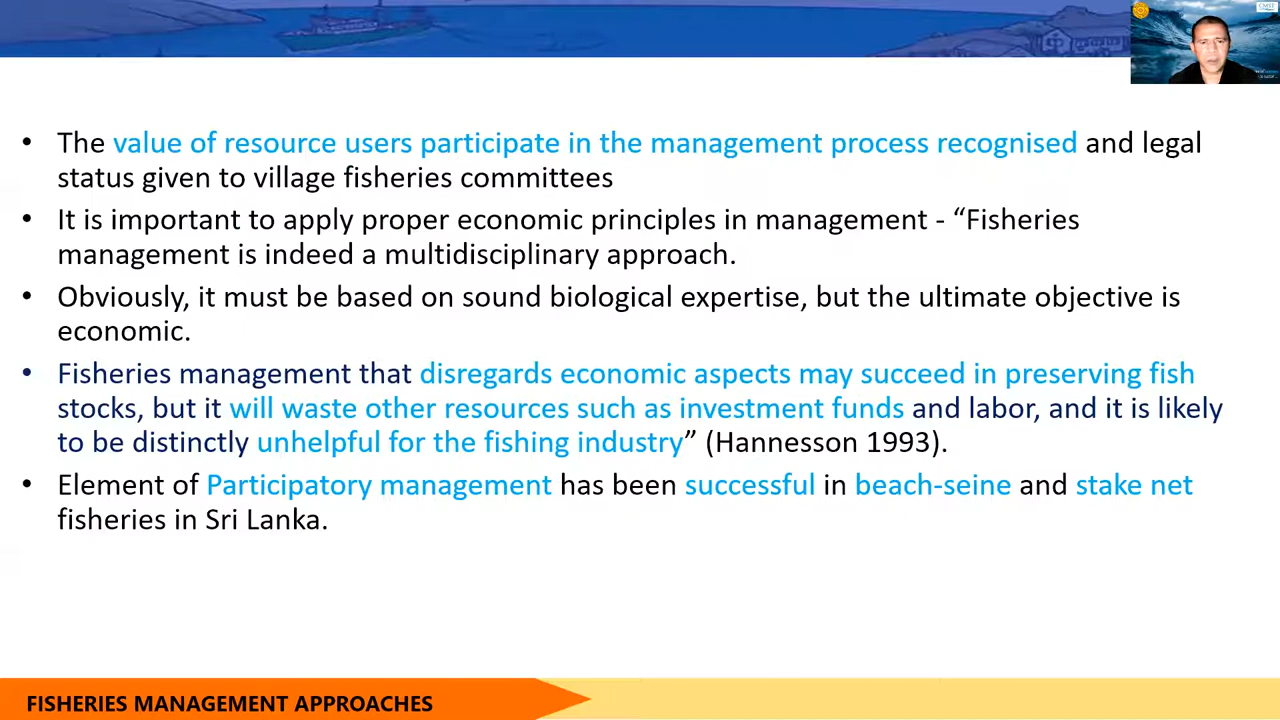 • The value of resource users participate in the management process recognised and legal
status given to village fisheries committees
• It is important to apply proper economic principles in management - “Fisheries
management is indeed a multidisciplinary approach.
• Obviously, it must be based on sound biological expertise, but the ultimate objective is
economic.
• Fisheries management that disregards economic aspects may succeed in preserving fish
stocks, but it will waste other resources such as investment funds and labor, and it is likely
to be distinctly unhelpful for the fishing industry” (Hannesson 1993).
• Element of Participatory management has been successful in beach-seine and stake net
fisheries in Sri Lanka.
FISHERIES MANAGEMENT APPROACHES